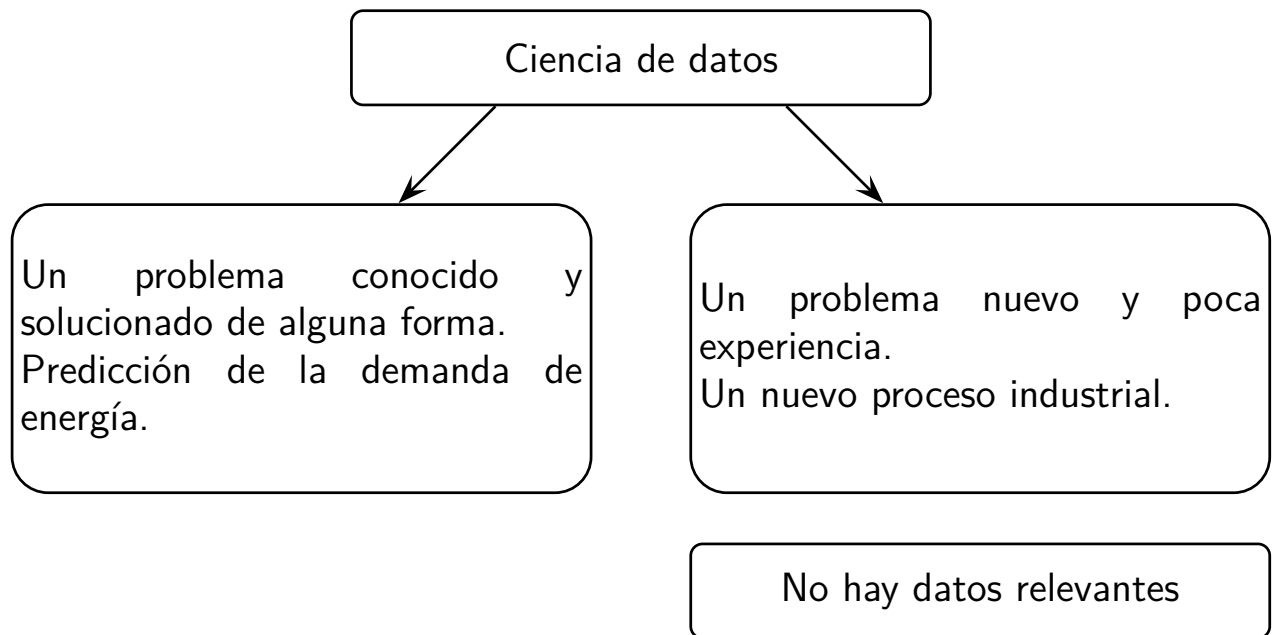 Ciencia de datos
Un problema conocido y
solucionado de alguna forma.
Predicción de la demanda de
energía.
Un problema nuevo y poca
experiencia.
Un nuevo proceso industrial.
No hay datos relevantes